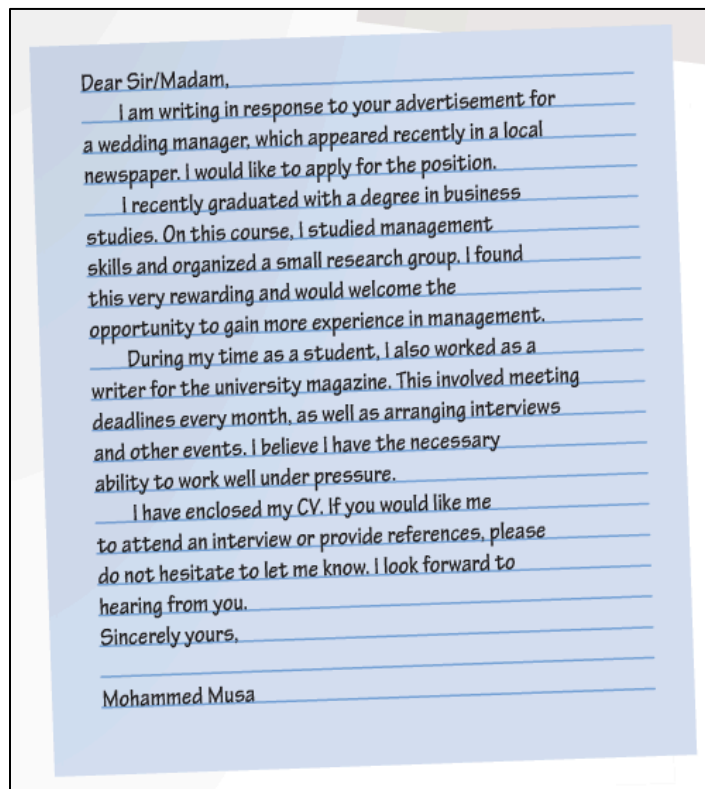 Dear Sir/Madam,
I am writing in response to your advertisement for
a wedding manager, which appeared recently in a local
newspaper. I would like to apply for the position.
I recently graduated with a degree in business
studies. On this course, I studied management
skills and organized a small research group. I found
this very rewarding and would welcome the
opportunity to gain more experience in management.
During my time as a student, I also worked as a
writer for the university magazine. This involved meeting
deadlines every month, as well as arranging interviews
and other events. I believe I have the necessary
ability to work well under pressure.
I have enclosed my CV. If you would like me
to attend an interview or provide references, please
do not hesitate to let me know. I look forward to
hearing from you.
Sincerely yours,
Mohammed Musa